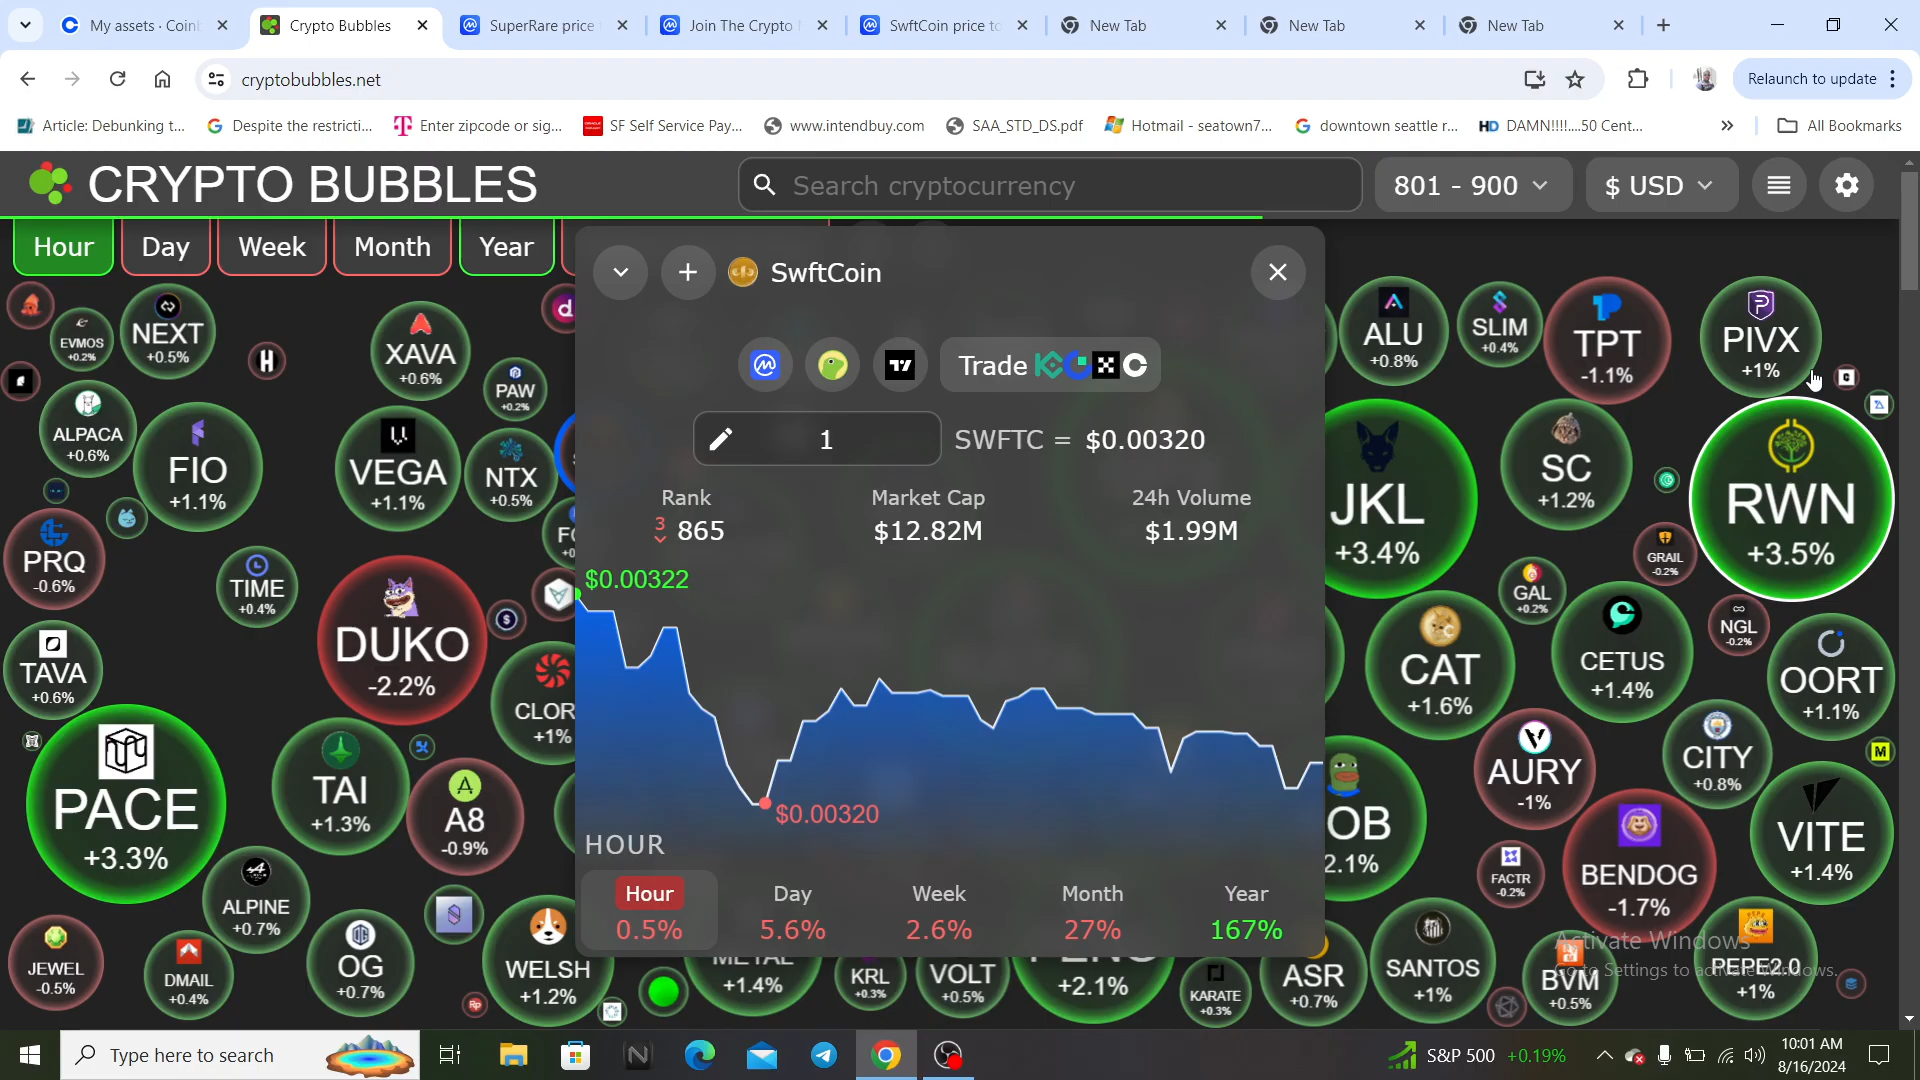 My assets · Coinb
Crypto Bubbles
SuperRare price
Join The Crypto
SwftCoin price to
New Tab
New Tab
New Tab
cryptobubbles.net
Relaunch to update
Article: Debunking t...
Despite the restricti...
Enter zipcode or sig...
SF Self Service Pay...
www.intendbuy.com
SAA_STD_DS.pdf
Hotmail - seatown7...
downtown seattle r...
HD DAMN!!!!....50 Cent...
All Bookmarks
CRYPTO BUBBLES
Search cryptocurrency
801 - 900
$ USD
Hour
Day
Week
Month
Year
SwftCoin
Trade
1
SWFTC = $0.00320
Rank
Market Cap
24h Volume
3
865
$12.82M
$1.99M
$0.00322
$0.00320
HOUR
Hour
Day
Week
Month
Year
0.5%
5.6%
2.6%
27%
167%
EVMOS
+0.2%
NEXT
+0.5%
XAVA
+0.6%
PAW
+0.2%
ALPACA
+0.6%
FIO
+1.1%
VEGA
+1.1%
NTX
+0.5%
PRQ
-0.6%
TIME
+0.4%
DUKO
-2.2%
TAVA
+0.6%
CLOR
+1%
PACE
+3.3%
TAI
+1.3%
A8
-0.9%
ALPINE
+0.7%
JEWEL
-0.5%
DMAIL
+0.4%
OG
+0.7%
WELSH
+1.2%
METAL
+1.4%
KRL
+0.3%
VOLT
+0.5%
+2.1%
KARATE
+0.3%
ASR
+0.7%
ALU
+0.8%
SLIM
+0.4%
TPT
-1.1%
PIVX
+1%
JKL
+3.4%
SC
+1.2%
RWN
+3.5%
GRAIL
-0.2%
GAL
+0.2%
NGL
-0.2%
CAT
+1.6%
CETUS
+1.4%
OORT
+1.1%
AURY
-1%
CITY
+0.8%
OB
2.1%
VITE
+1.4%
FACTR
-0.2%
BENDOG
-1.7%
SANTOS
+1%
BVM
+0.5%
PEPE2.0
+1%
Activate Windows
Go to Settings to activate Windows.
Type here to search
S&P 500 +0.19%
10:01 AM
8/16/2024